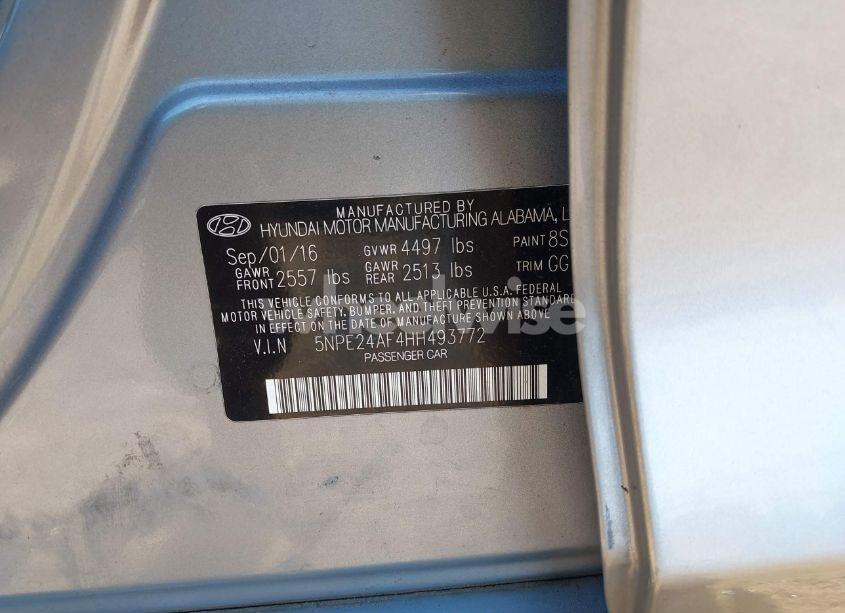 MANUFACTURED BY
HYUNDAI MOTOR MANUFACTURING ALABAMA, L
Sep/01/16 GVWR 4497 lbs PAINT 8S
GAWR FRONT 2557 lbs GAWR REAR 2513 lbs TRIM GG
THIS VEHICLE CONFORMS TO ALL APPLICABLE U.S.A. FEDERAL
MOTOR VEHICLE SAFETY, BUMPER, AND THEFT PREVENTION STANDARD
IN EFFECT ON THE DATE OF MANUFACTURE SHOWN ABOVE
V.I.N 5NPE24AF4HH493772
PASSENGER CAR